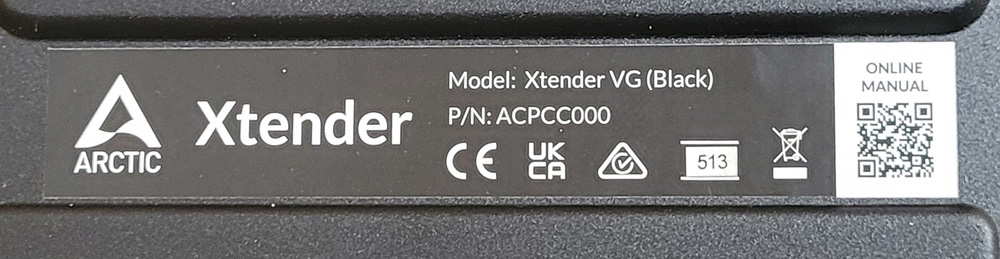 ARCTIC
Xtender
Model: Xtender VG (Black)
P/N: ACPCC000
CE
UK
CA
513
ONLINE
MANUAL